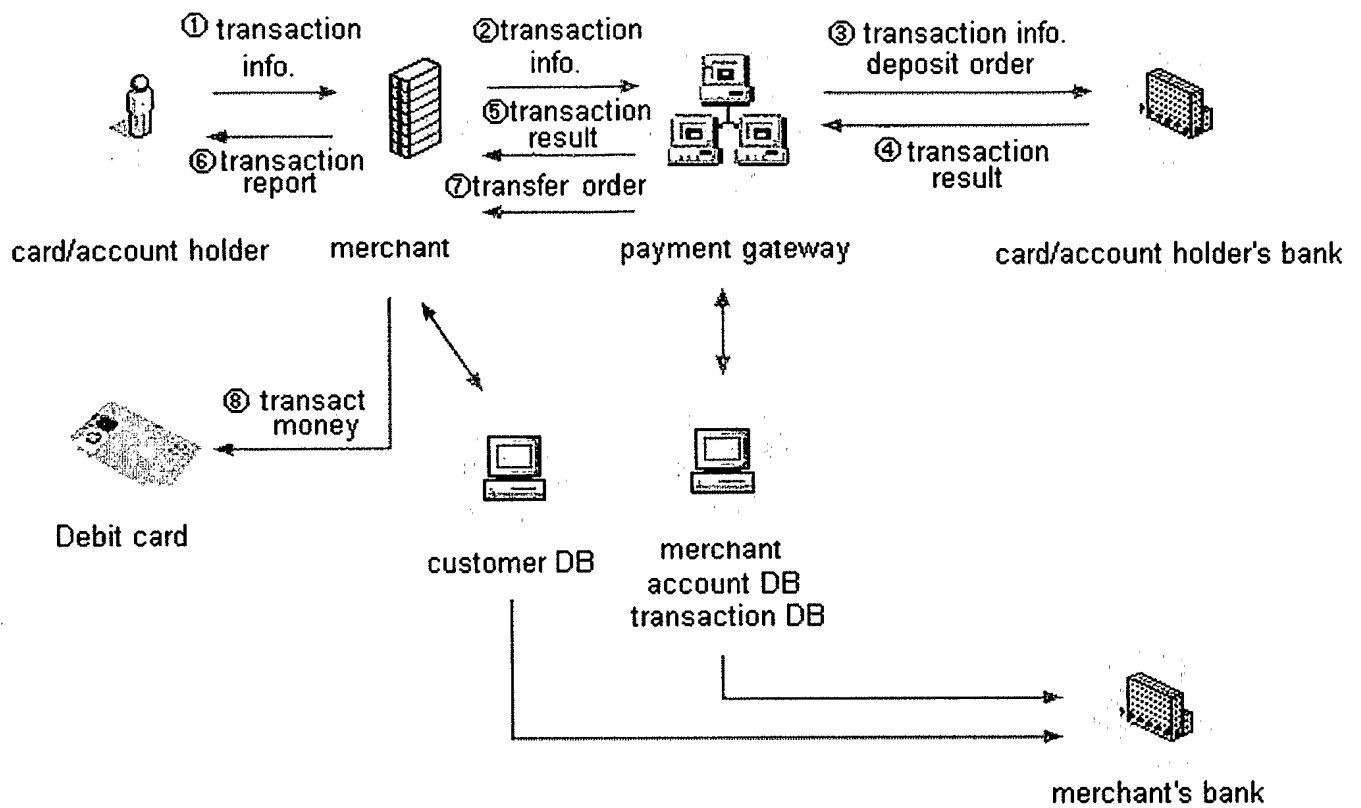 ① transaction
info.
②transaction
info.
③ transaction info.
deposit order
⑤transaction
result
④ transaction
result
⑥transaction
report
⑦transfer order
card/account holder
merchant
payment gateway
card/account holder's bank
⑧ transact
money
Debit card
customer DB
merchant
account DB
transaction DB
merchant's bank